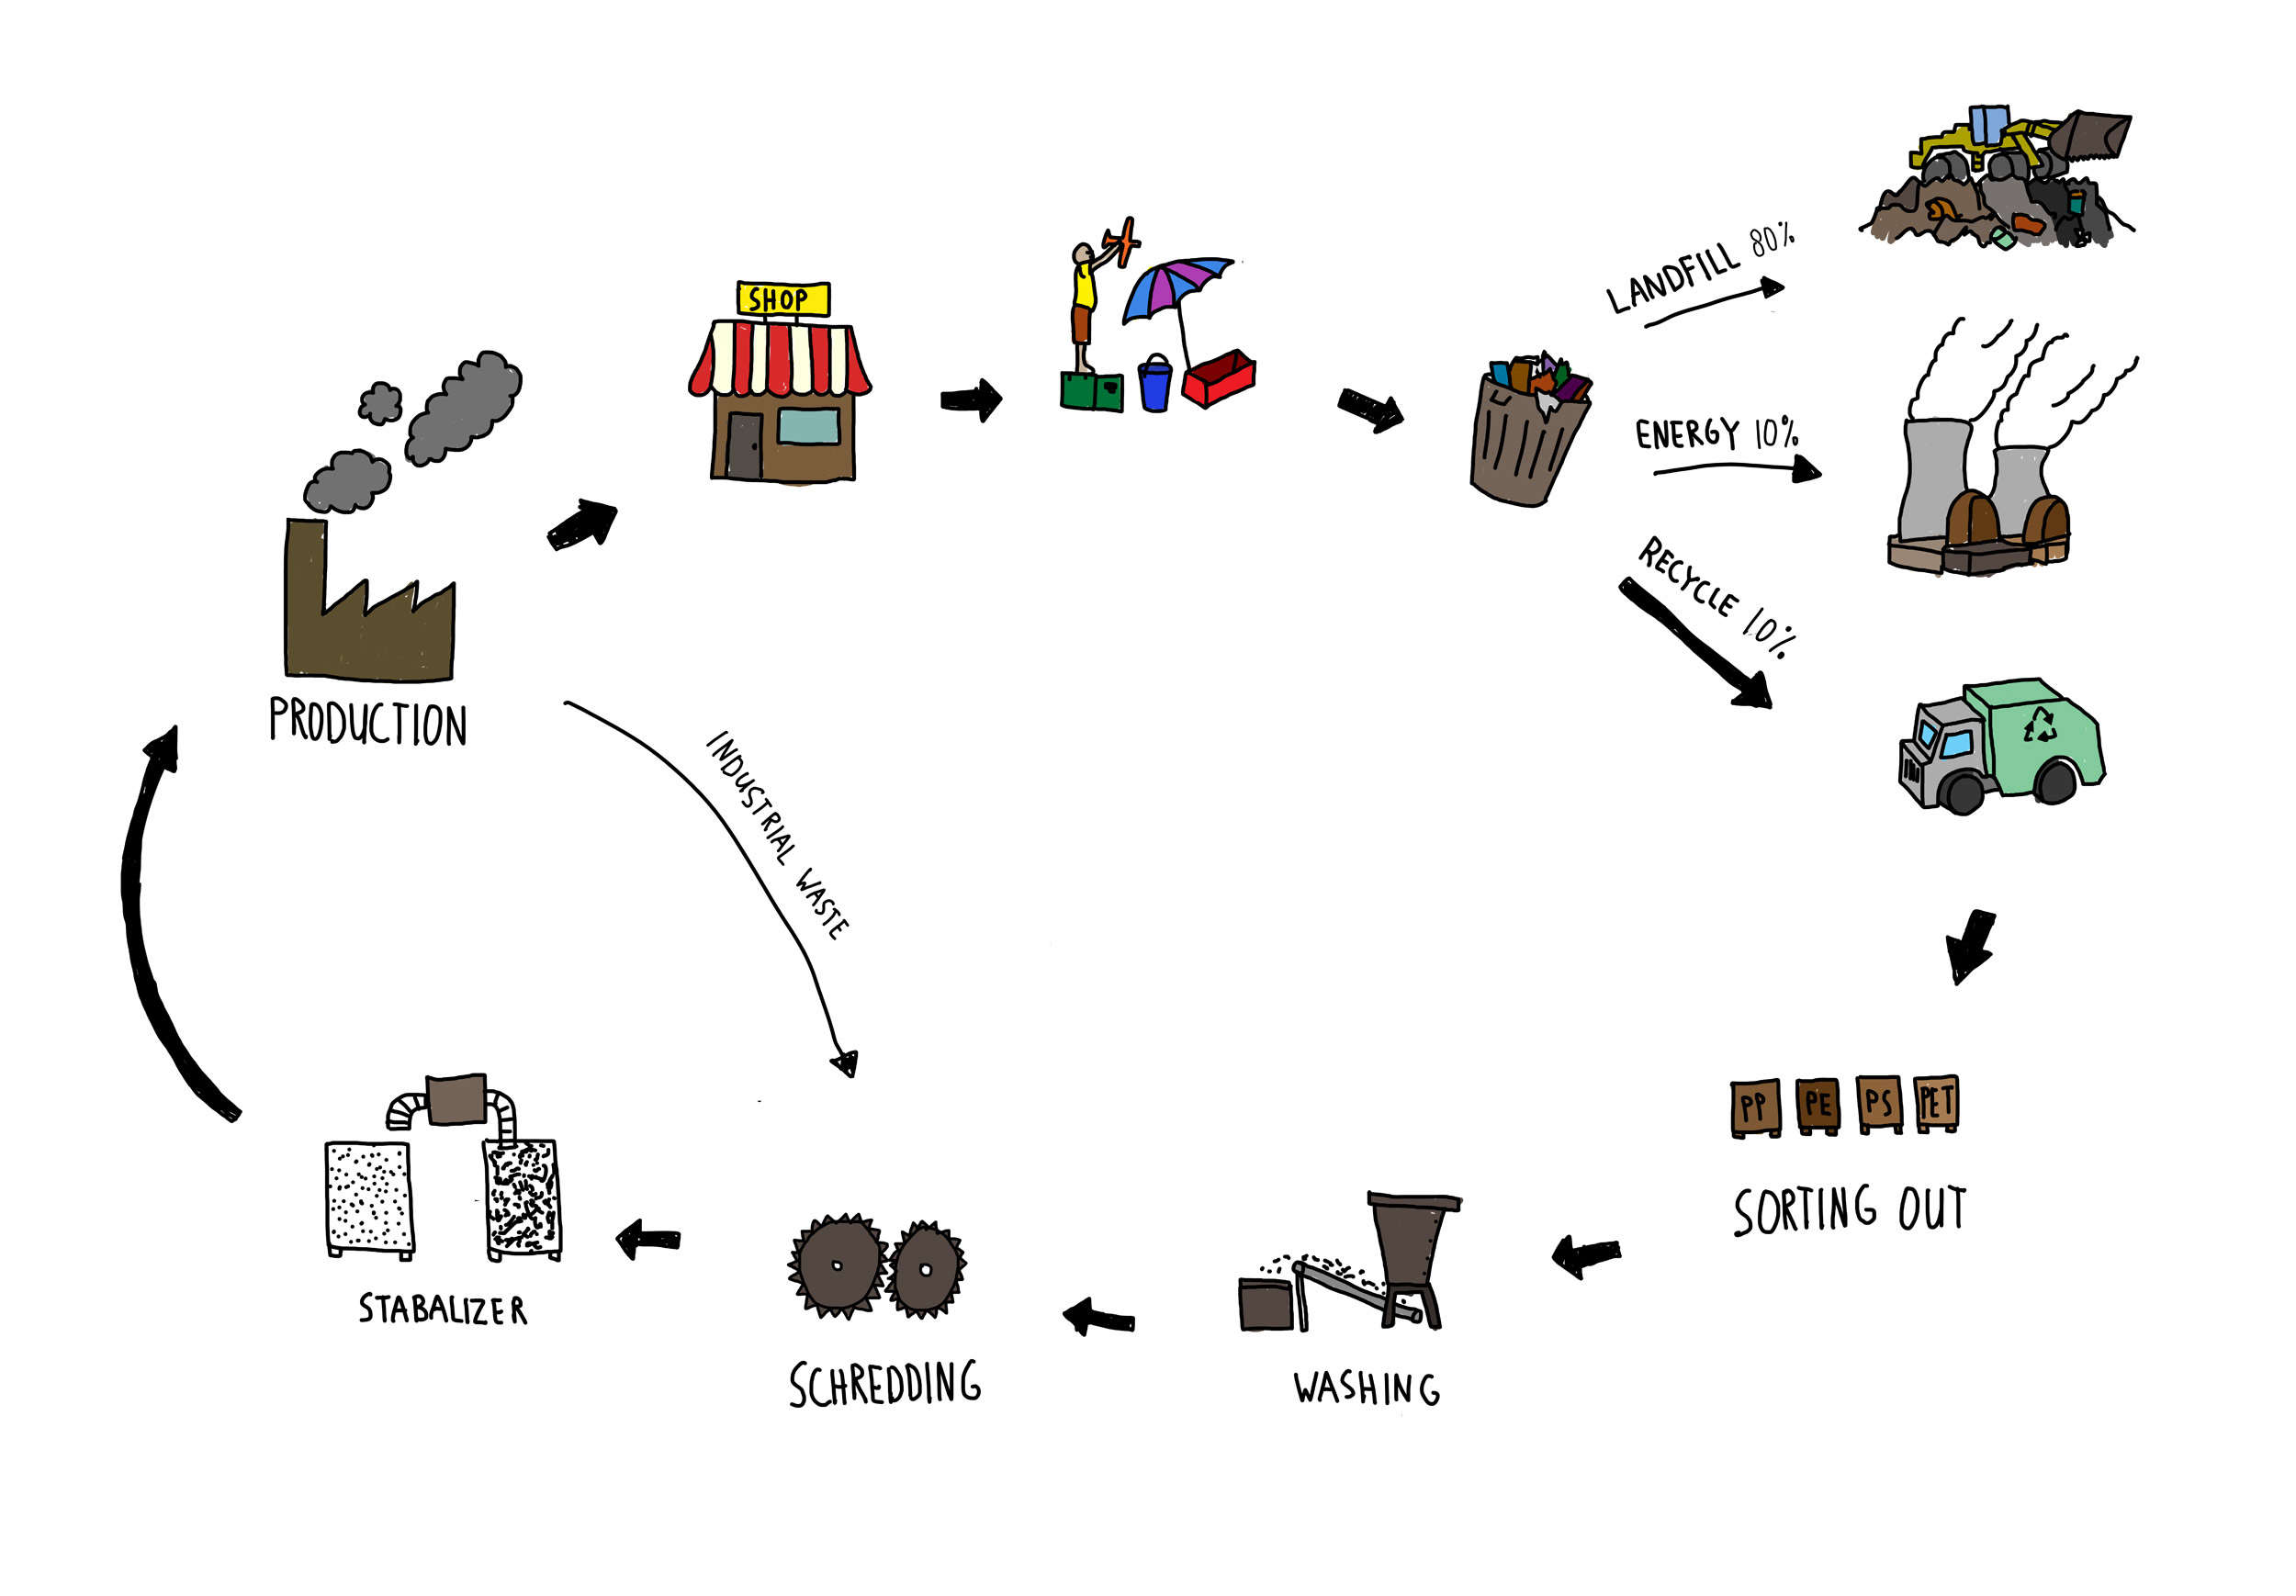 SHOP
LANDFILL 80%
ENERGY 10%
RECYCLE 10%
PRODUCTION
INDUSTRIAL WASTE
PP PE PS PET
SORTING OUT
STABALIZER
SCHREDDING
WASHING